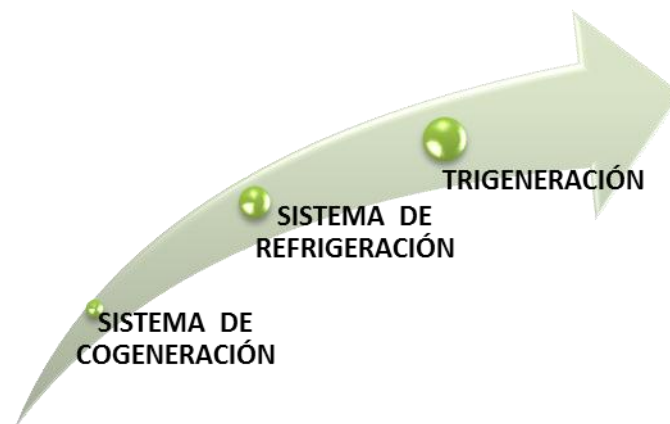 TRIGENERACIÓN
SISTEMA DE
REFRIGERACIÓN
SISTEMA DE
COGENERACIÓN